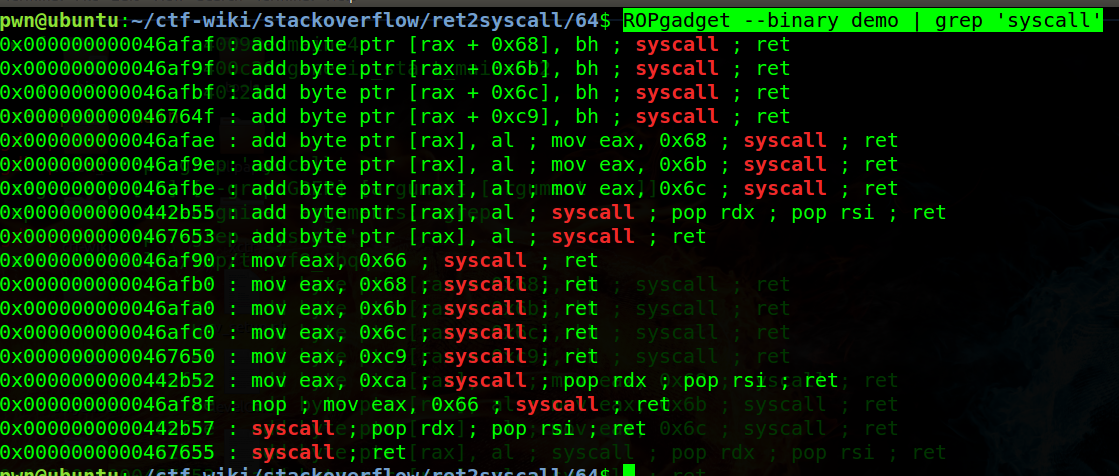 pwn@ubuntu:~/ctf-wiki/stackoverflow/ret2syscall/64$ ROPgadget --binary demo | grep 'syscall'
0x000000000046afaf : add byte ptr [rax + 0x68], bh ; syscall ; ret
0x000000000046af9f : add byte ptr [rax + 0x6b], bh ; syscall ; ret
0x000000000046afbf : add byte ptr [rax + 0x6c], bh ; syscall ; ret
0x000000000046764f : add byte ptr [rax + 0xc9], bh ; syscall ; ret
0x000000000046afae : add byte ptr [rax], al ; mov eax, 0x68 ; syscall ; ret
0x000000000046af9e : add byte ptr [rax], al ; mov eax, 0x6b ; syscall ; ret
0x000000000046afbe : add byte ptr [rax], al ; mov eax, 0x6c ; syscall ; ret
0x0000000000442b55 : add byte ptr [rax], al ; syscall ; pop rdx ; pop rsi ; ret
0x0000000000467653 : add byte ptr [rax], al ; syscall ; ret
0x000000000046af90 : mov eax, 0x66 ; syscall ; ret
0x000000000046afb0 : mov eax, 0x68 ; syscall ; ret
0x000000000046afa0 : mov eax, 0x6b ; syscall ; ret
0x000000000046afc0 : mov eax, 0x6c ; syscall ; ret
0x0000000000467650 : mov eax, 0xc9 ; syscall ; ret
0x0000000000442b52 : mov eax, 0xca ; syscall ; pop rdx ; pop rsi ; ret
0x000000000046af8f : nop ; mov eax, 0x66 ; syscall ; ret
0x0000000000442b57 : syscall ; pop rdx ; pop rsi ; ret
0x0000000000467655 : syscall ; ret
pwn@ubuntu:~/ctf-wiki/stackoverflow/ret2syscall/64$